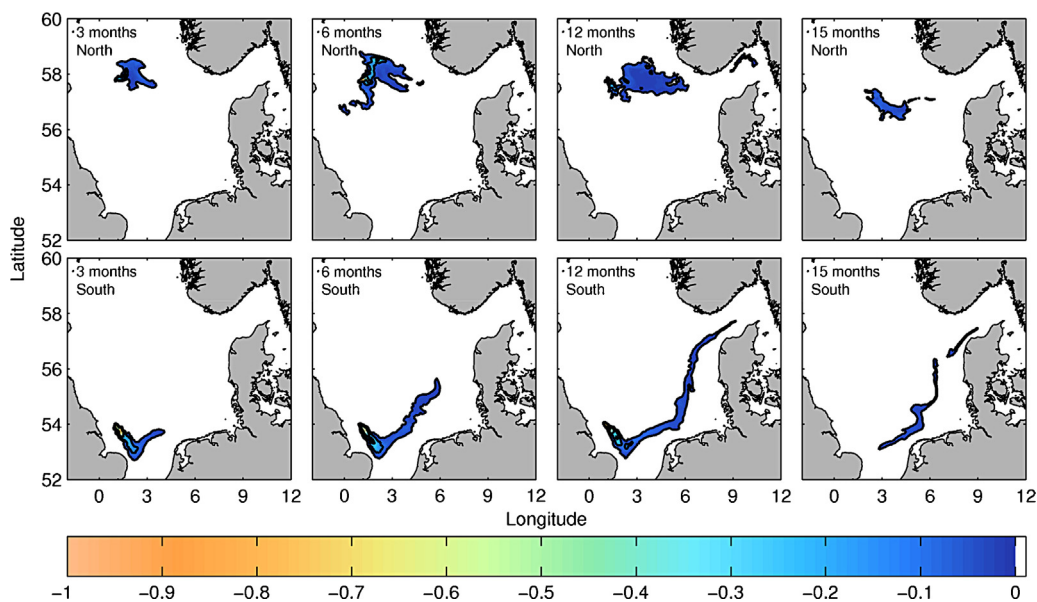 60
58
56
54
52
3 months
North
6 months
North
12 months
North
15 months
North
Latitude
60
58
56
54
52
3 months
South
6 months
South
12 months
South
15 months
South
0 3 6 9 12
0 3 6 9 12
0 3 6 9 12
0 3 6 9 12
Longitude
−1 −0.9 −0.8 −0.7 −0.6 −0.5 −0.4 −0.3 −0.2 −0.1 0